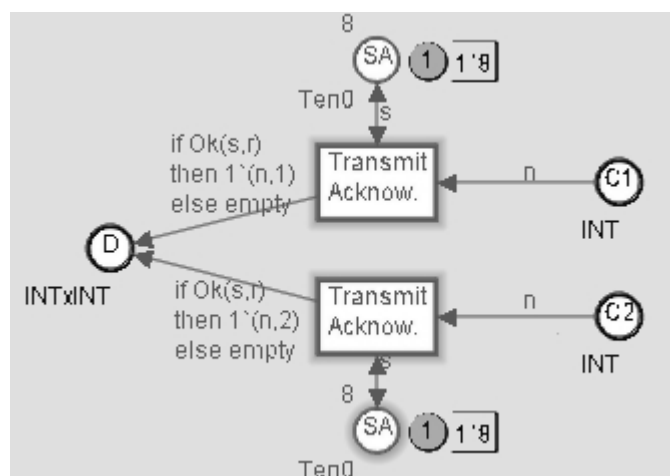 8
SA 1 1`8
Ten0
s
if Ok(s,r)
then 1`(n,1)
else empty
Transmit
Acknow.
n
C1
INT
D
INTxINT
if Ok(s,r)
then 1`(n,2)
else empty
Transmit
Acknow.
n
C2
INT
s
8
SA 1 1`8
Ten0